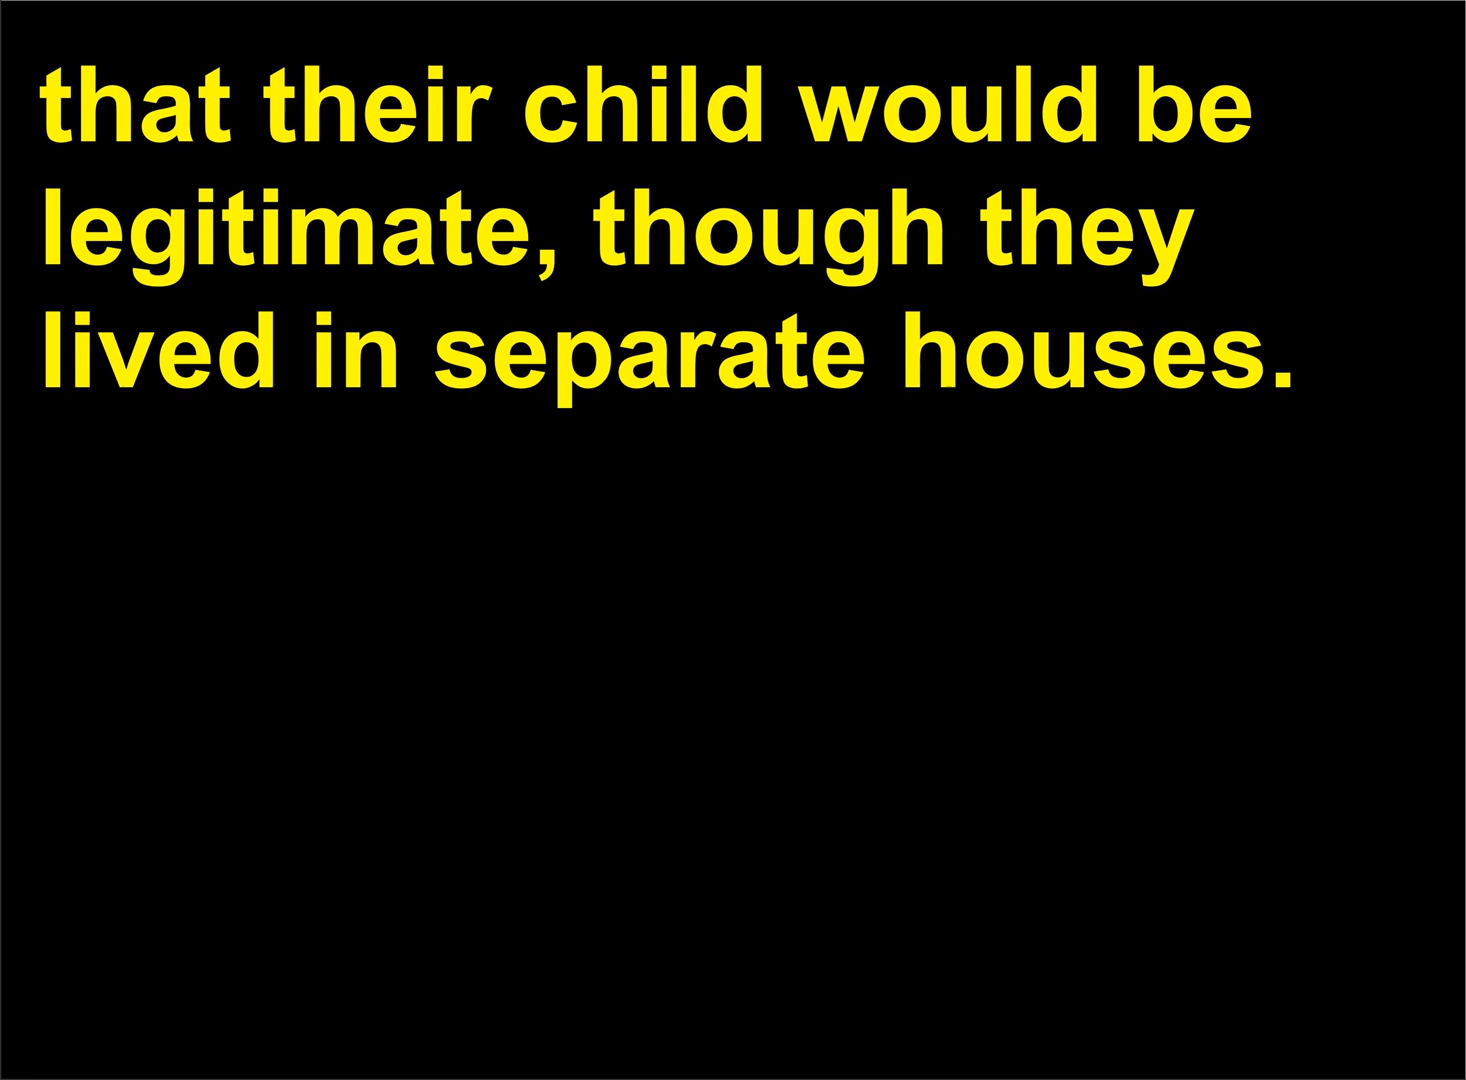 that their child would be
legitimate, though they
lived in separate houses.